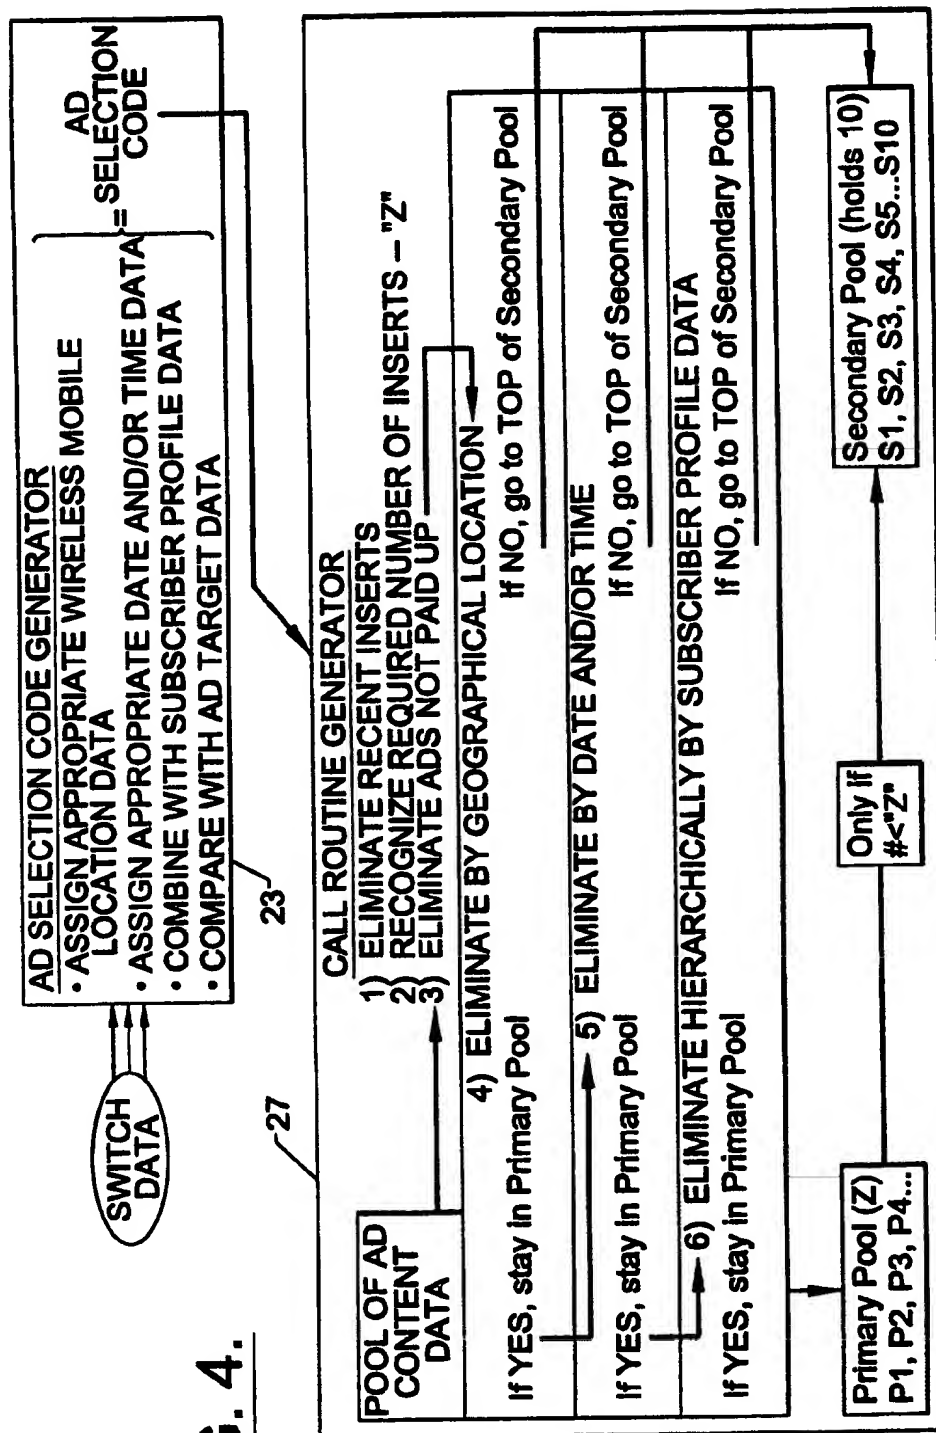 G. 4.
SWITCH
DATA
AD SELECTION CODE GENERATOR
• ASSIGN APPROPRIATE WIRELESS MOBILE
LOCATION DATA
• ASSIGN APPROPRIATE DATE AND/OR TIME DATA
• COMBINE WITH SUBSCRIBER PROFILE DATA
• COMPARE WITH AD TARGET DATA
=
AD
SELECTION
CODE
23
27
CALL ROUTINE GENERATOR
1) ELIMINATE RECENT INSERTS
2) RECOGNIZE REQUIRED NUMBER OF INSERTS – "Z"
3) ELIMINATE ADS NOT PAID UP
POOL OF AD
CONTENT
DATA
4) ELIMINATE BY GEOGRAPHICAL LOCATION
If YES, stay in Primary Pool
If NO, go to TOP of Secondary Pool
5) ELIMINATE BY DATE AND/OR TIME
If YES, stay in Primary Pool
If NO, go to TOP of Secondary Pool
6) ELIMINATE HIERARCHICALLY BY SUBSCRIBER PROFILE DATA
If YES, stay in Primary Pool
If NO, go to TOP of Secondary Pool
Primary Pool (Z)
P1, P2, P3, P4...
Only If
#<"Z"
Secondary Pool (holds 10)
S1, S2, S3, S4, S5...S10